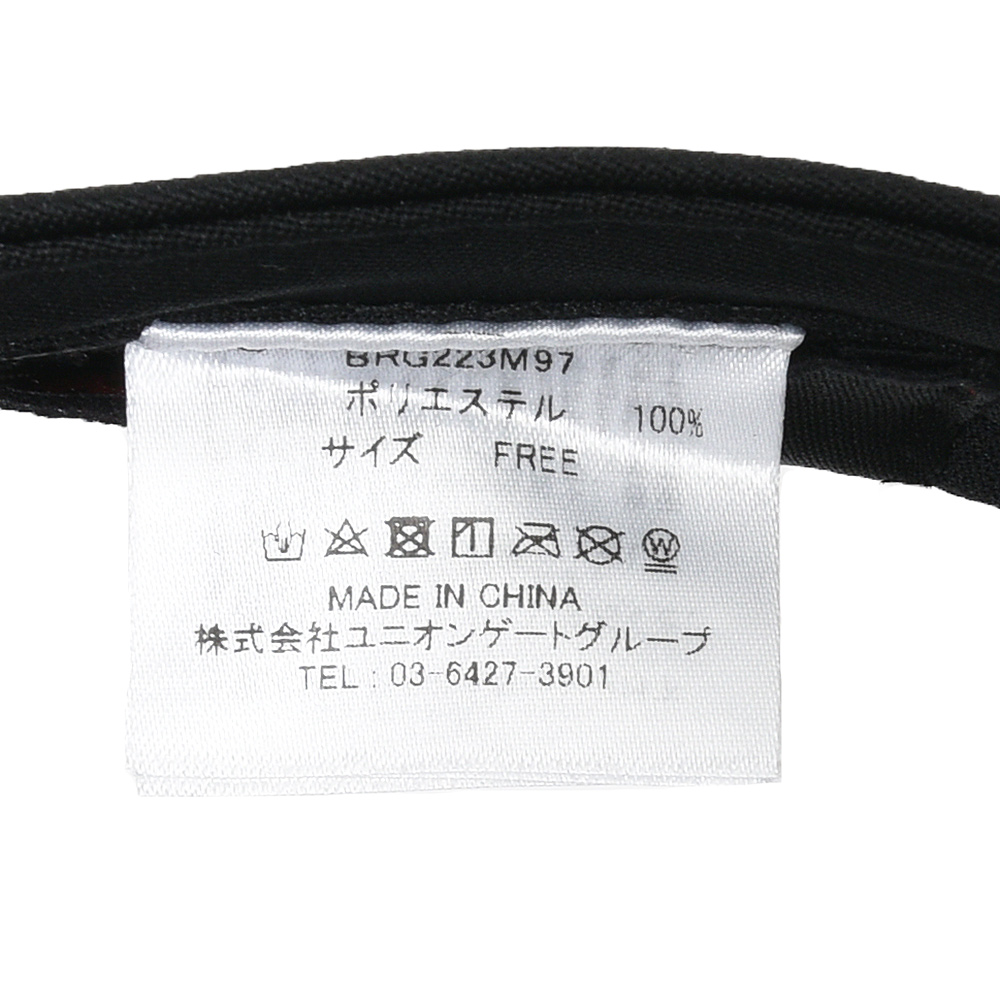 BRG223M97
ポリエステル 100%
サイズ FREE
W
MADE IN CHINA
株式会社ユニオンゲートグループ
TEL : 03-6427-3901